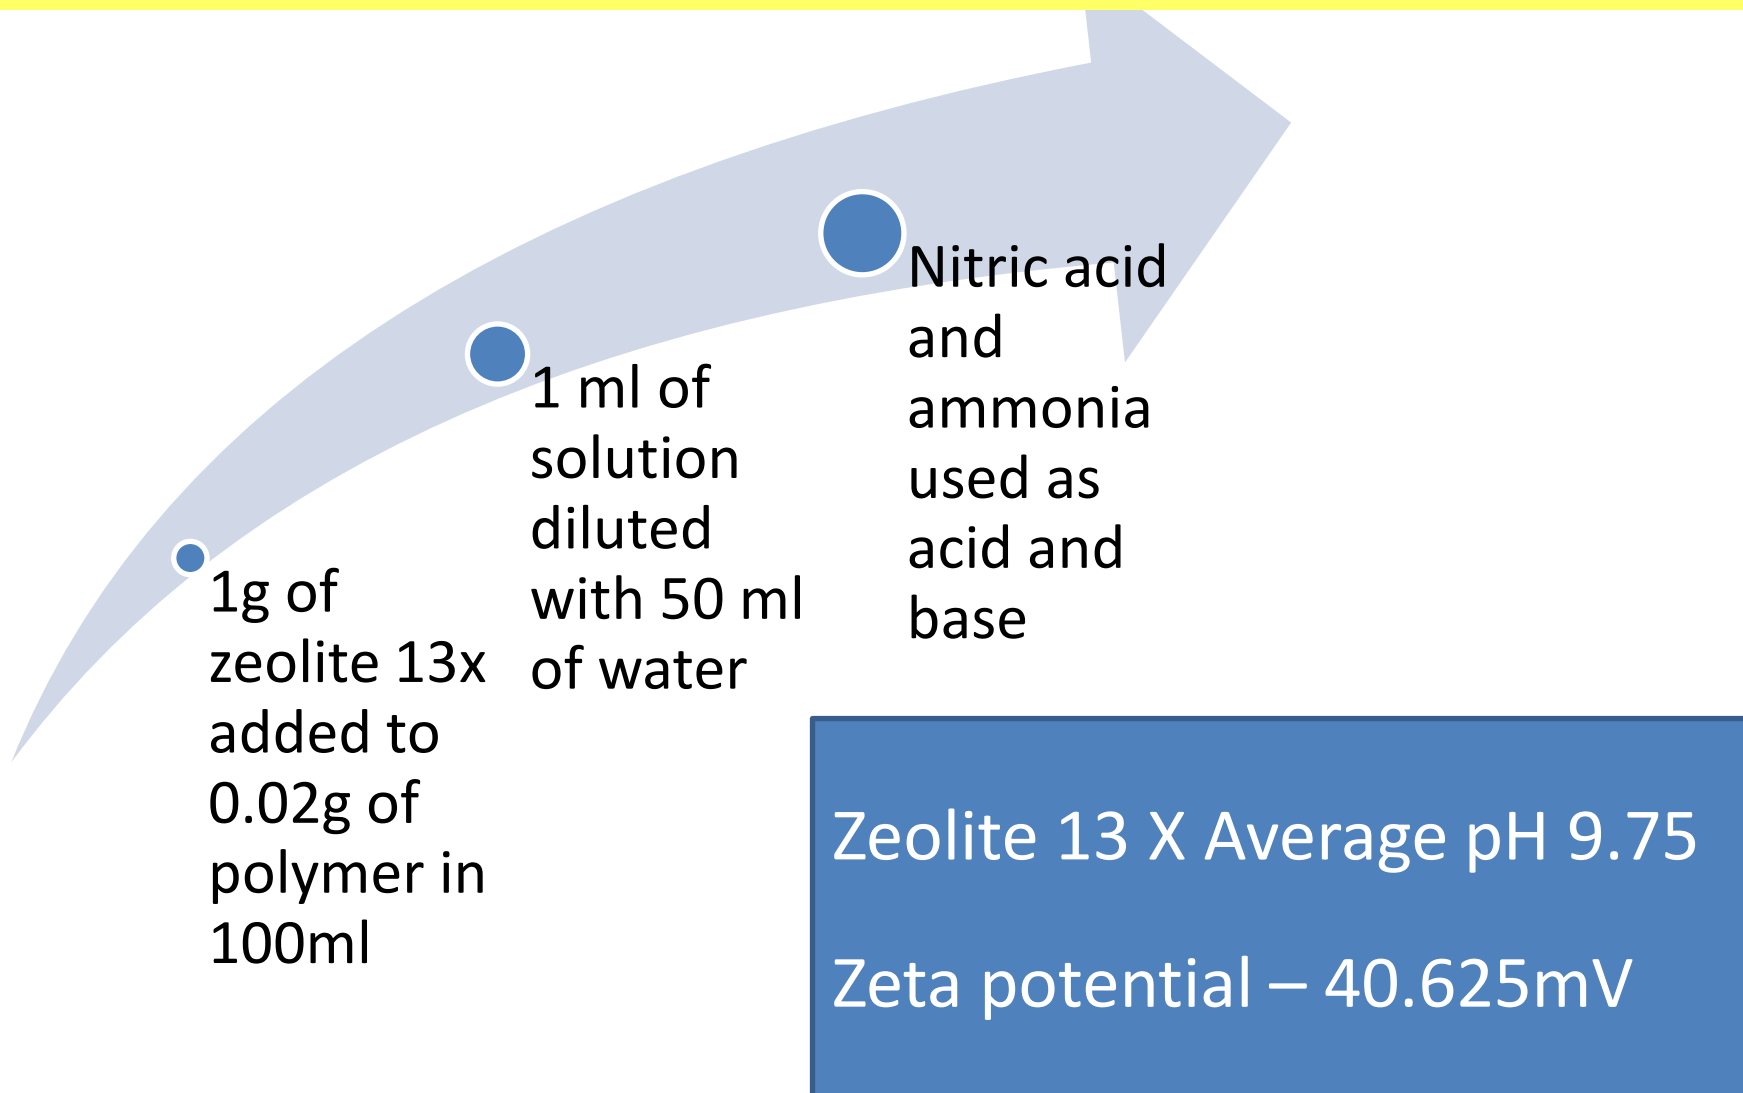 1g of
zeolite 13x
added to
0.02g of
polymer in
100ml
1 ml of
solution
diluted
with 50 ml
of water
Nitric acid
and
ammonia
used as
acid and
base
Zeolite 13 X Average pH 9.75
Zeta potential – 40.625mV